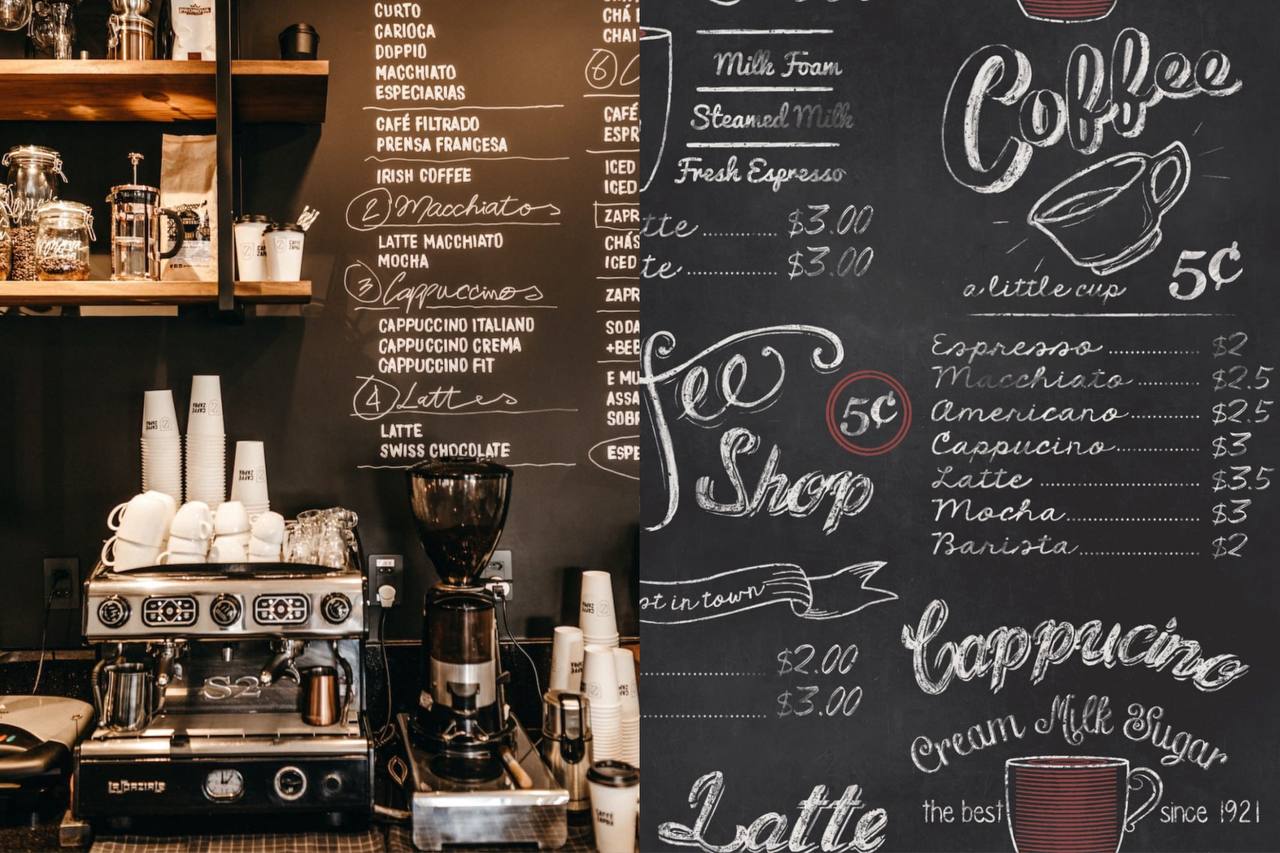 CURTO
CARIOCA
DOPPIO
MACCHIATO
ESPECIARIAS
CAFÉ FILTRADO
PRENSA FRANCESA
IRISH COFFEE
2 Macchiatos
LATTE MACCHIATO
MOCHA
3 Cappuccinos
CAPPUCCINO ITALIANO
CAPPUCCINO CREMA
CAPPUCCINO FIT
4 Lattes
LATTE
SWISS CHOCOLATE
CHÁ
CHAI
6
CAFÉ
ESPR
ICED
ICED
ZAPR
CHÁS
ICED
ZAPR
SODA
+BEB
E MU
ASSA
SOBR
ESPE
S2
La Spaziale
CAFFÈ
Milk Foam
Steamed Milk
Fresh Espresso
tte .......... $3.00
te .......... $3.00
fee
Shop
5¢
st in town
$2.00
$3.00
Latte
Coffee
a little cup 5¢
Espresso .......... $2
Macchiato .......... $2.5
Americano .......... $2.5
Cappucino .......... $3
Latte .......... $3.5
Mocha .......... $3
Barista .......... $2
Cappucino
Cream Milk Sugar
the best since 1921